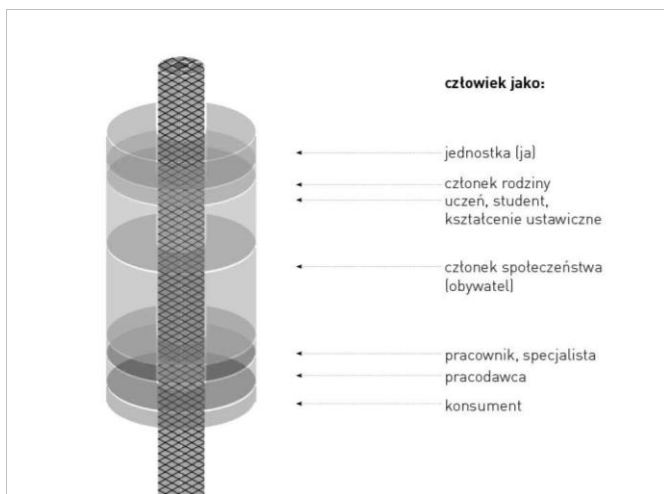 człowiek jako:
jednostka (ja)
członek rodziny
uczeń, student,
kształcenie ustawiczne
członek społeczeństwa
(obywatel)
pracownik, specjalista
pracodawca
konsument